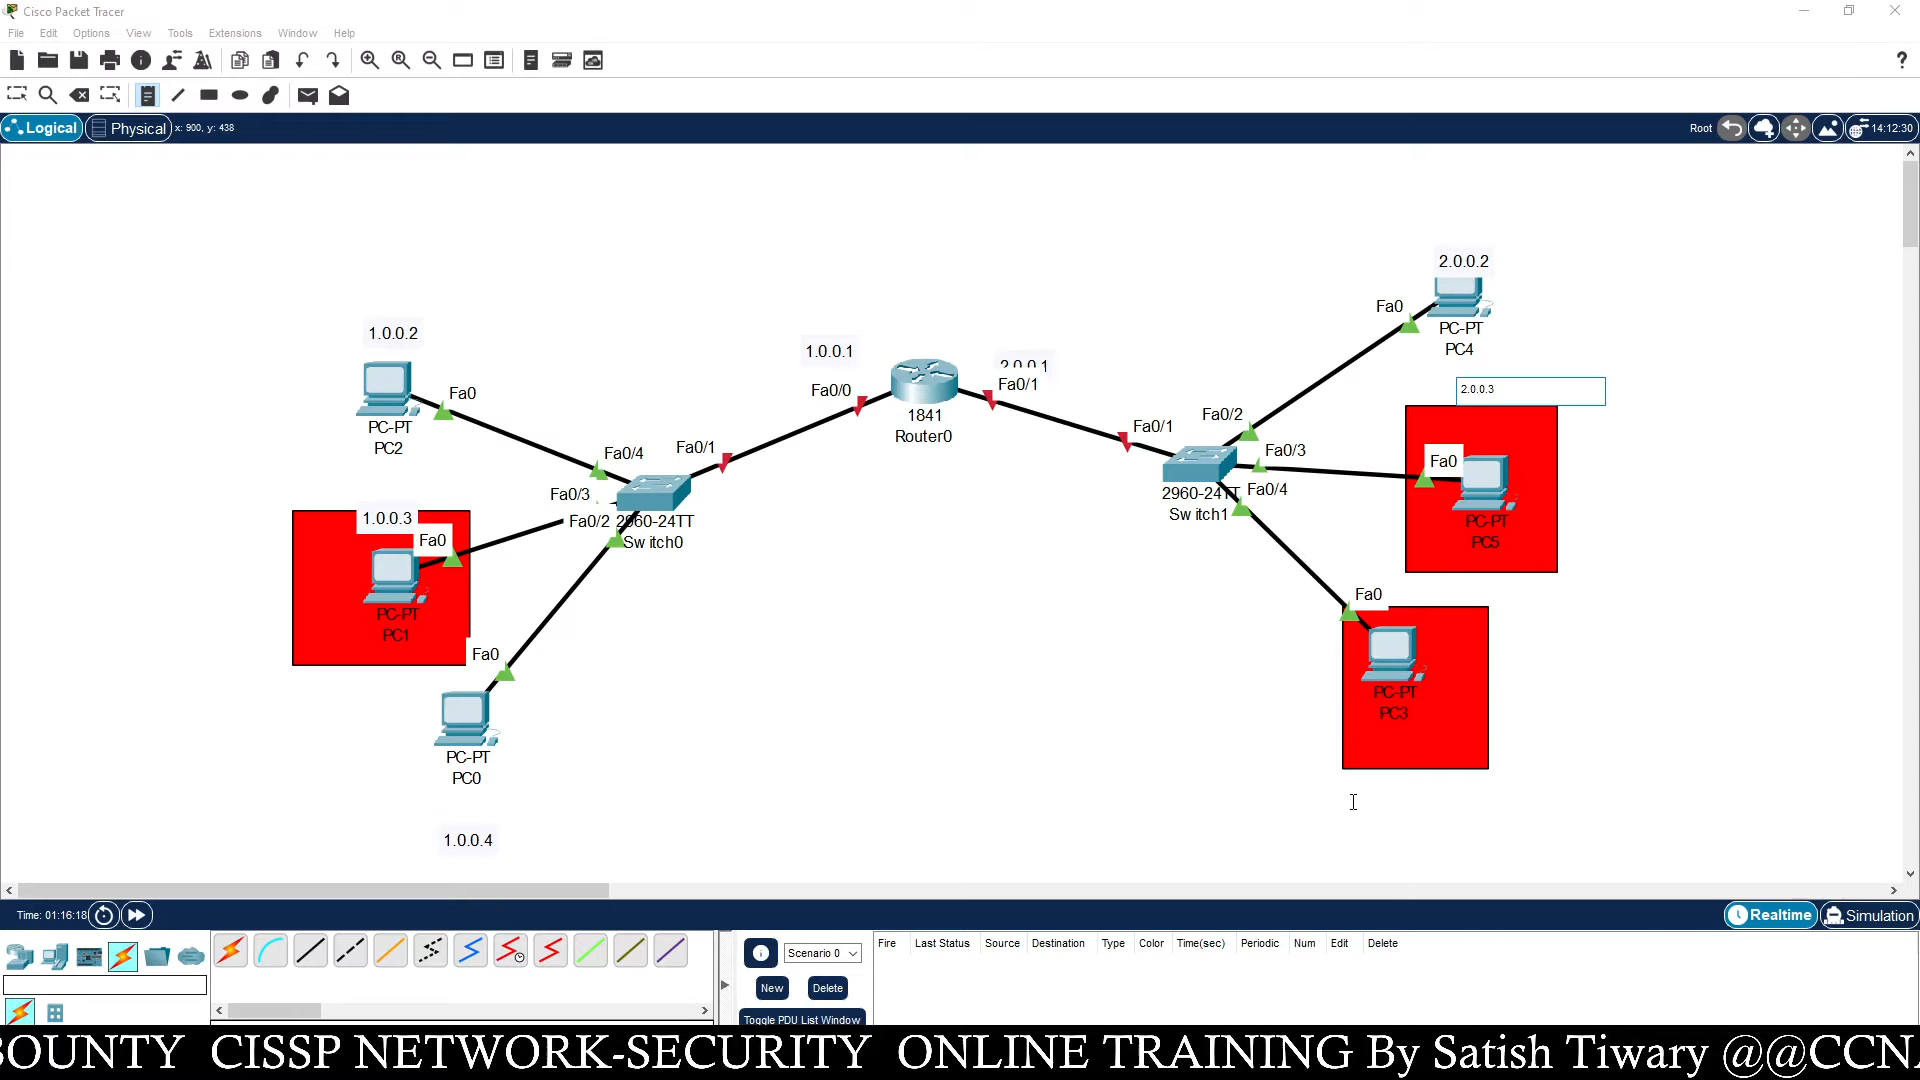 Cisco Packet Tracer
File Edit Options View Tools Extensions Window Help
Logical Physical x: 900, y: 438 Root 14:12:30
2.0.0.2
Fa0
PC-PT
PC4
1.0.0.2
Fa0
PC-PT
PC2
1.0.0.1
Fa0/0
1841
Router0
2.0.0.1
Fa0/1
2.0.0.3
Fa0/4
Fa0/1
Fa0/3
Fa0/2
2960-24TT
Switch0
Fa0/1
Fa0/2
Fa0/3
Fa0/4
2960-24TT
Switch1
Fa0
PC-PT
PC5
1.0.0.3
Fa0
PC-PT
PC1
Fa0
PC-PT
PC3
Fa0
PC-PT
PC0
1.0.0.4
Time: 01:16:18 Realtime Simulation
Scenario 0
New Delete
Toggle PDU List Window
Fire Last Status Source Destination Type Color Time(sec) Periodic Num Edit Delete
BOUNTY CISSP NETWORK-SECURITY ONLINE TRAINING By Satish Tiwary @@CCNA